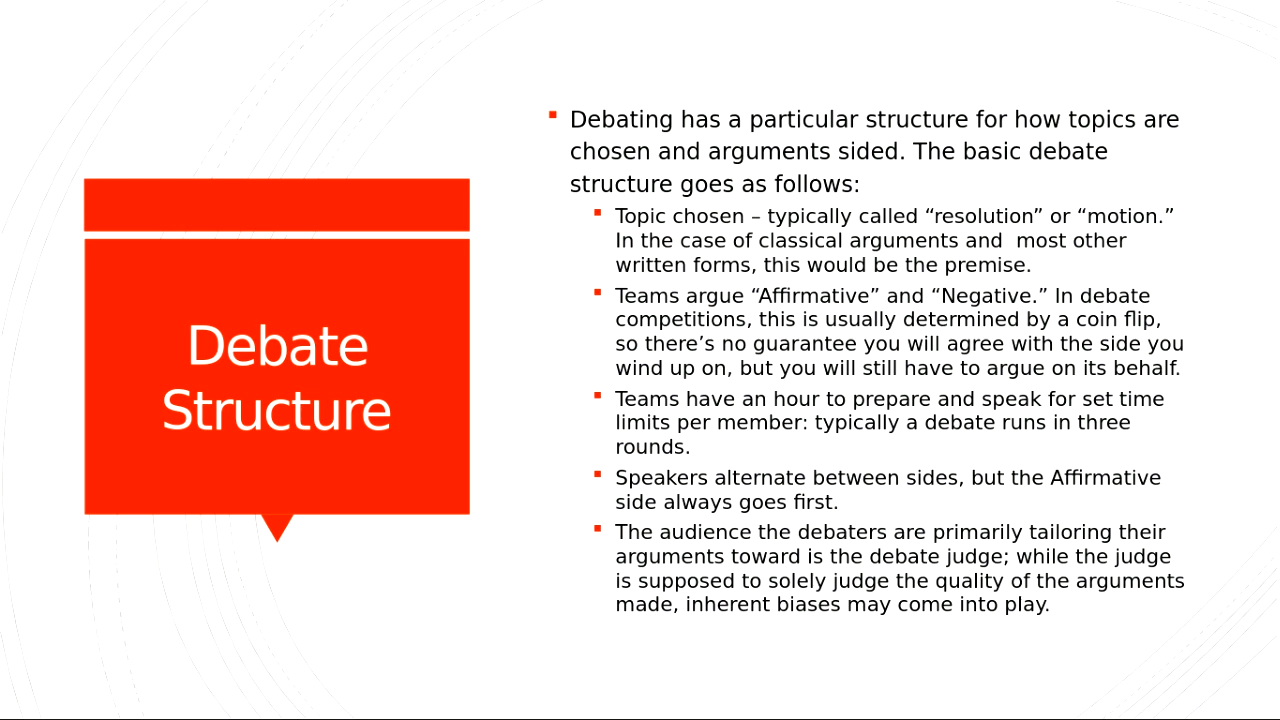 Debate
Structure
Debating has a particular structure for how topics are
chosen and arguments sided. The basic debate
structure goes as follows:
Topic chosen – typically called “resolution” or “motion.”
In the case of classical arguments and  most other
written forms, this would be the premise.
Teams argue “Affirmative” and “Negative.” In debate
competitions, this is usually determined by a coin flip,
so there’s no guarantee you will agree with the side you
wind up on, but you will still have to argue on its behalf.
Teams have an hour to prepare and speak for set time
limits per member: typically a debate runs in three
rounds.
Speakers alternate between sides, but the Affirmative
side always goes first.
The audience the debaters are primarily tailoring their
arguments toward is the debate judge; while the judge
is supposed to solely judge the quality of the arguments
made, inherent biases may come into play.